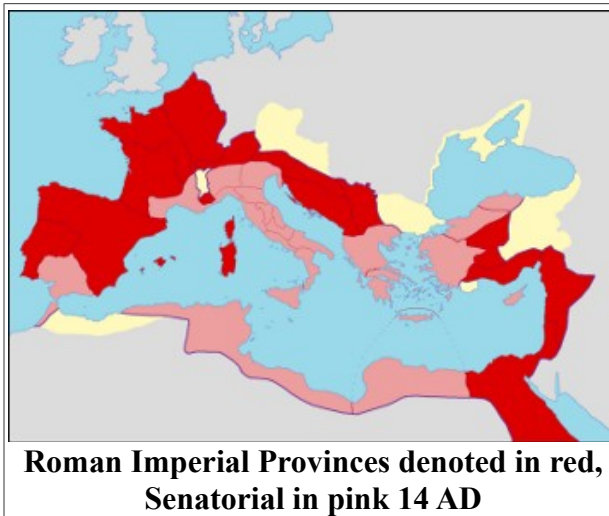 Roman Imperial Provinces denoted in red,
Senatorial in pink 14 AD